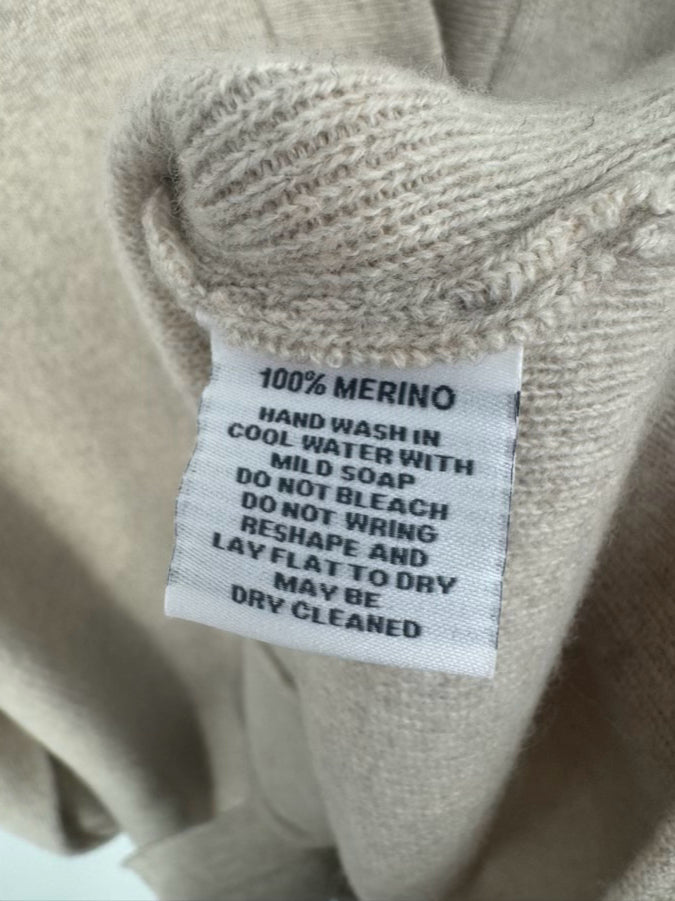 100% MERINO
HAND WASH IN
COOL WATER WITH
MILD SOAP
DO NOT BLEACH
DO NOT WRING
RESHAPE AND
LAY FLAT TO DRY
MAY BE
DRY CLEANED